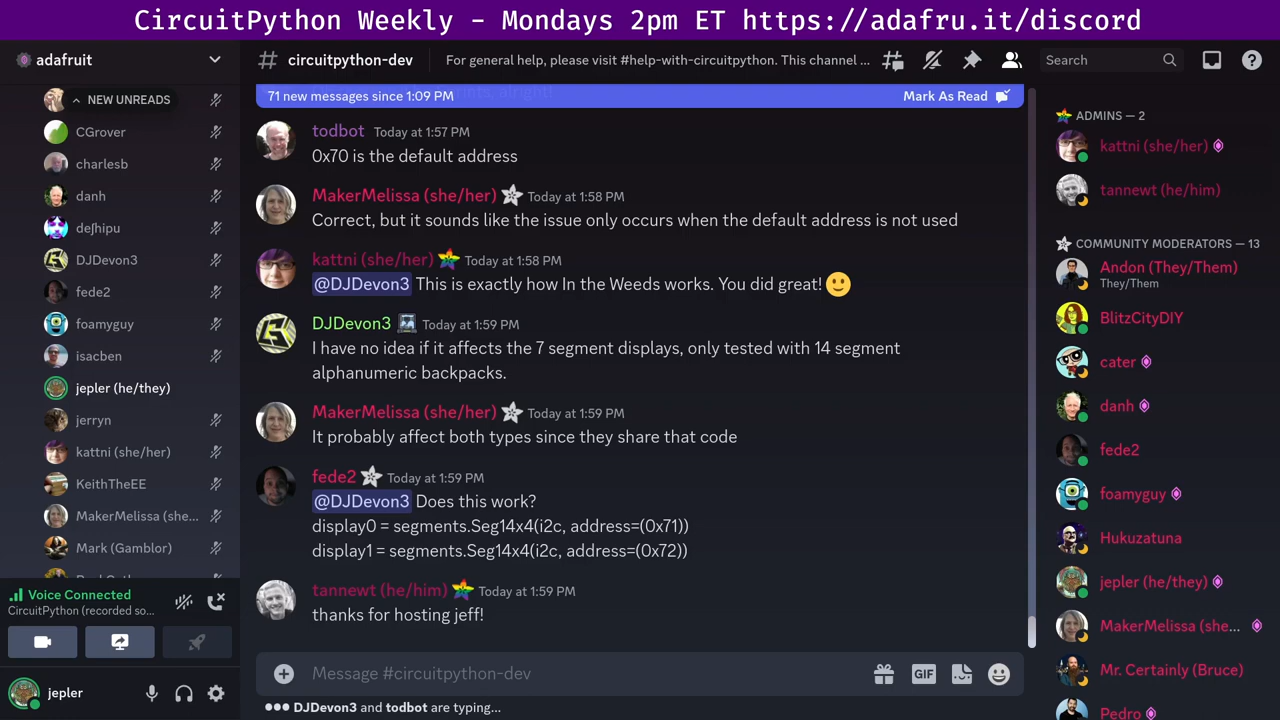 CircuitPython Weekly - Mondays 2pm ET https://adafru.it/discord
adafruit
NEW UNREADS
CGrover
charlesb
danh
deʃhipu
DJDevon3
fede2
foamyguy
isacben
jepler (he/they)
jerryn
kattni (she/her)
KeithTheEE
MakerMelissa (she...
Mark (Gamblor)
Voice Connected
CircuitPython (recorded so...
jepler
# circuitpython-dev
For general help, please visit #help-with-circuitpython. This channel ...
Search
71 new messages since 1:09 PM
Mark As Read
todbot Today at 1:57 PM
0x70 is the default address
MakerMelissa (she/her) Today at 1:58 PM
Correct, but it sounds like the issue only occurs when the default address is not used
kattni (she/her) Today at 1:58 PM
@DJDevon3 This is exactly how In the Weeds works. You did great! 🙂
DJDevon3 Today at 1:59 PM
I have no idea if it affects the 7 segment displays, only tested with 14 segment
alphanumeric backpacks.
MakerMelissa (she/her) Today at 1:59 PM
It probably affect both types since they share that code
fede2 Today at 1:59 PM
@DJDevon3 Does this work?
display0 = segments.Seg14x4(i2c, address=(0x71))
display1 = segments.Seg14x4(i2c, address=(0x72))
tannewt (he/him) Today at 1:59 PM
thanks for hosting jeff!
Message #circuitpython-dev
GIF
DJDevon3 and todbot are typing...
ADMINS — 2
kattni (she/her)
tannewt (he/him)
COMMUNITY MODERATORS — 13
Andon (They/Them)
They/Them
BlitzCityDIY
cater
danh
fede2
foamyguy
Hukuzatuna
jepler (he/they)
MakerMelissa (she...
Mr. Certainly (Bruce)
Pedro